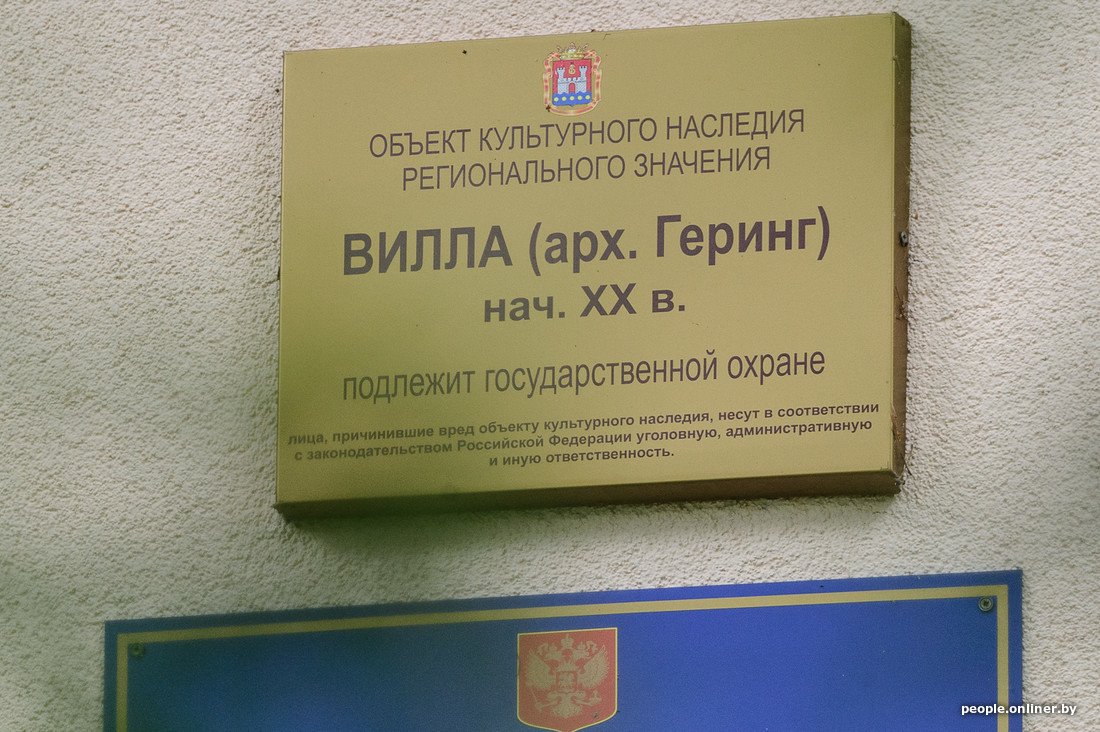 ОБЪЕКТ КУЛЬТУРНОГО НАСЛЕДИЯ
РЕГИОНАЛЬНОГО ЗНАЧЕНИЯ
ВИЛЛА (арх. Геринг)
нач. XX в.
подлежит государственной охране
лица, причинившие вред объекту культурного наследия, несут в соответствии
с законодательством Российской Федерации уголовную, административную
и иную ответственность.
people.onliner.by